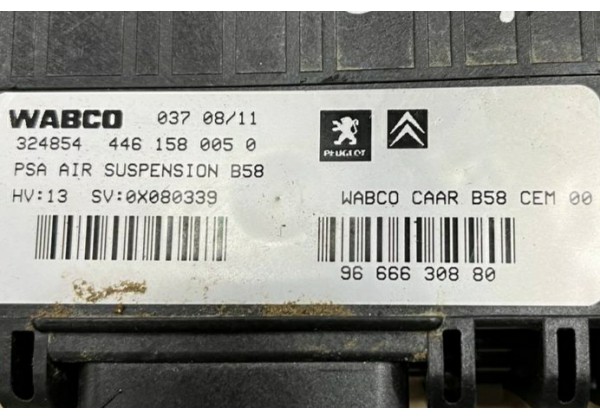 WABCO 037 08/11
324854 446 158 005 0
PSA AIR SUSPENSION B58
HV:13 SV:0X080339
PEUGEOT
WABCO CAAR B58 CEM 00
96 666 308 80